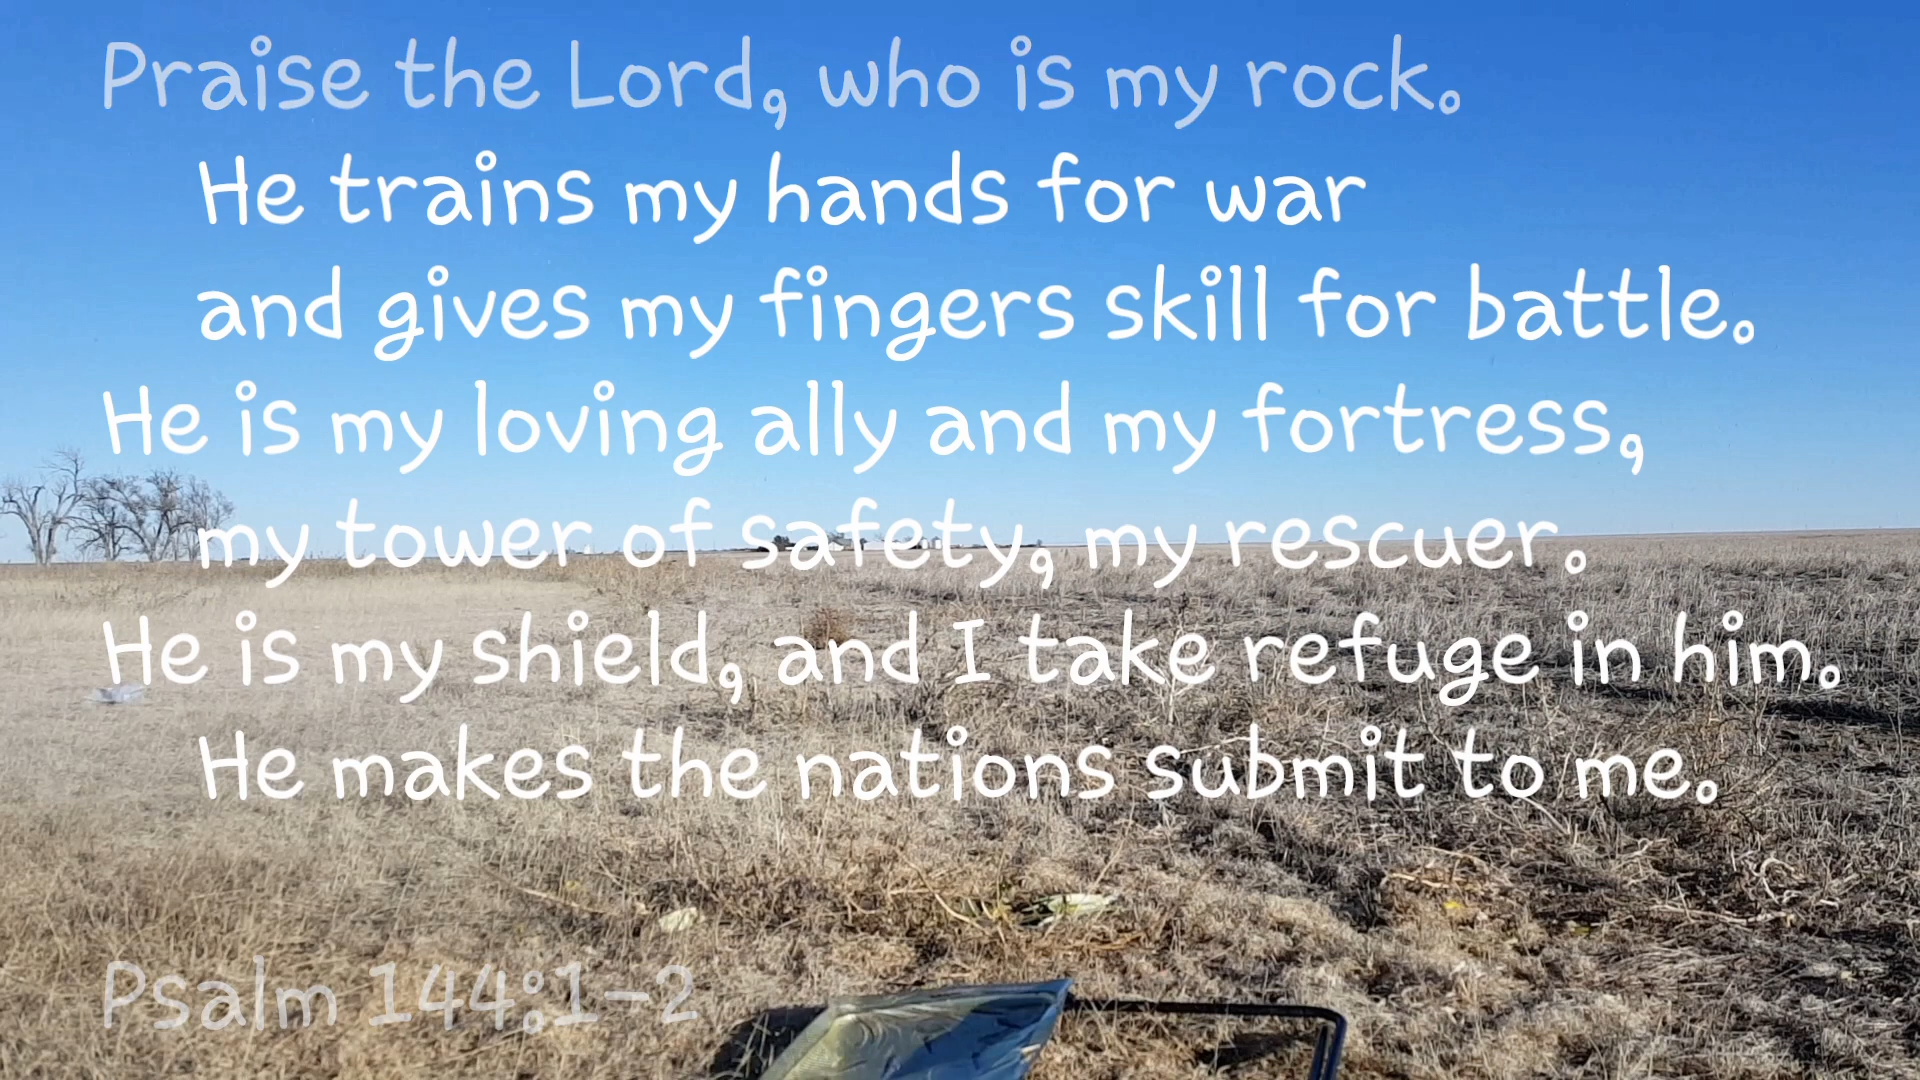 Praise the Lord, who is my rock.
He trains my hands for war
and gives my fingers skill for battle.
He is my loving ally and my fortress,
my tower of safety, my rescuer.
He is my shield, and I take refuge in him.
He makes the nations submit to me.
Psalm 144:1-2